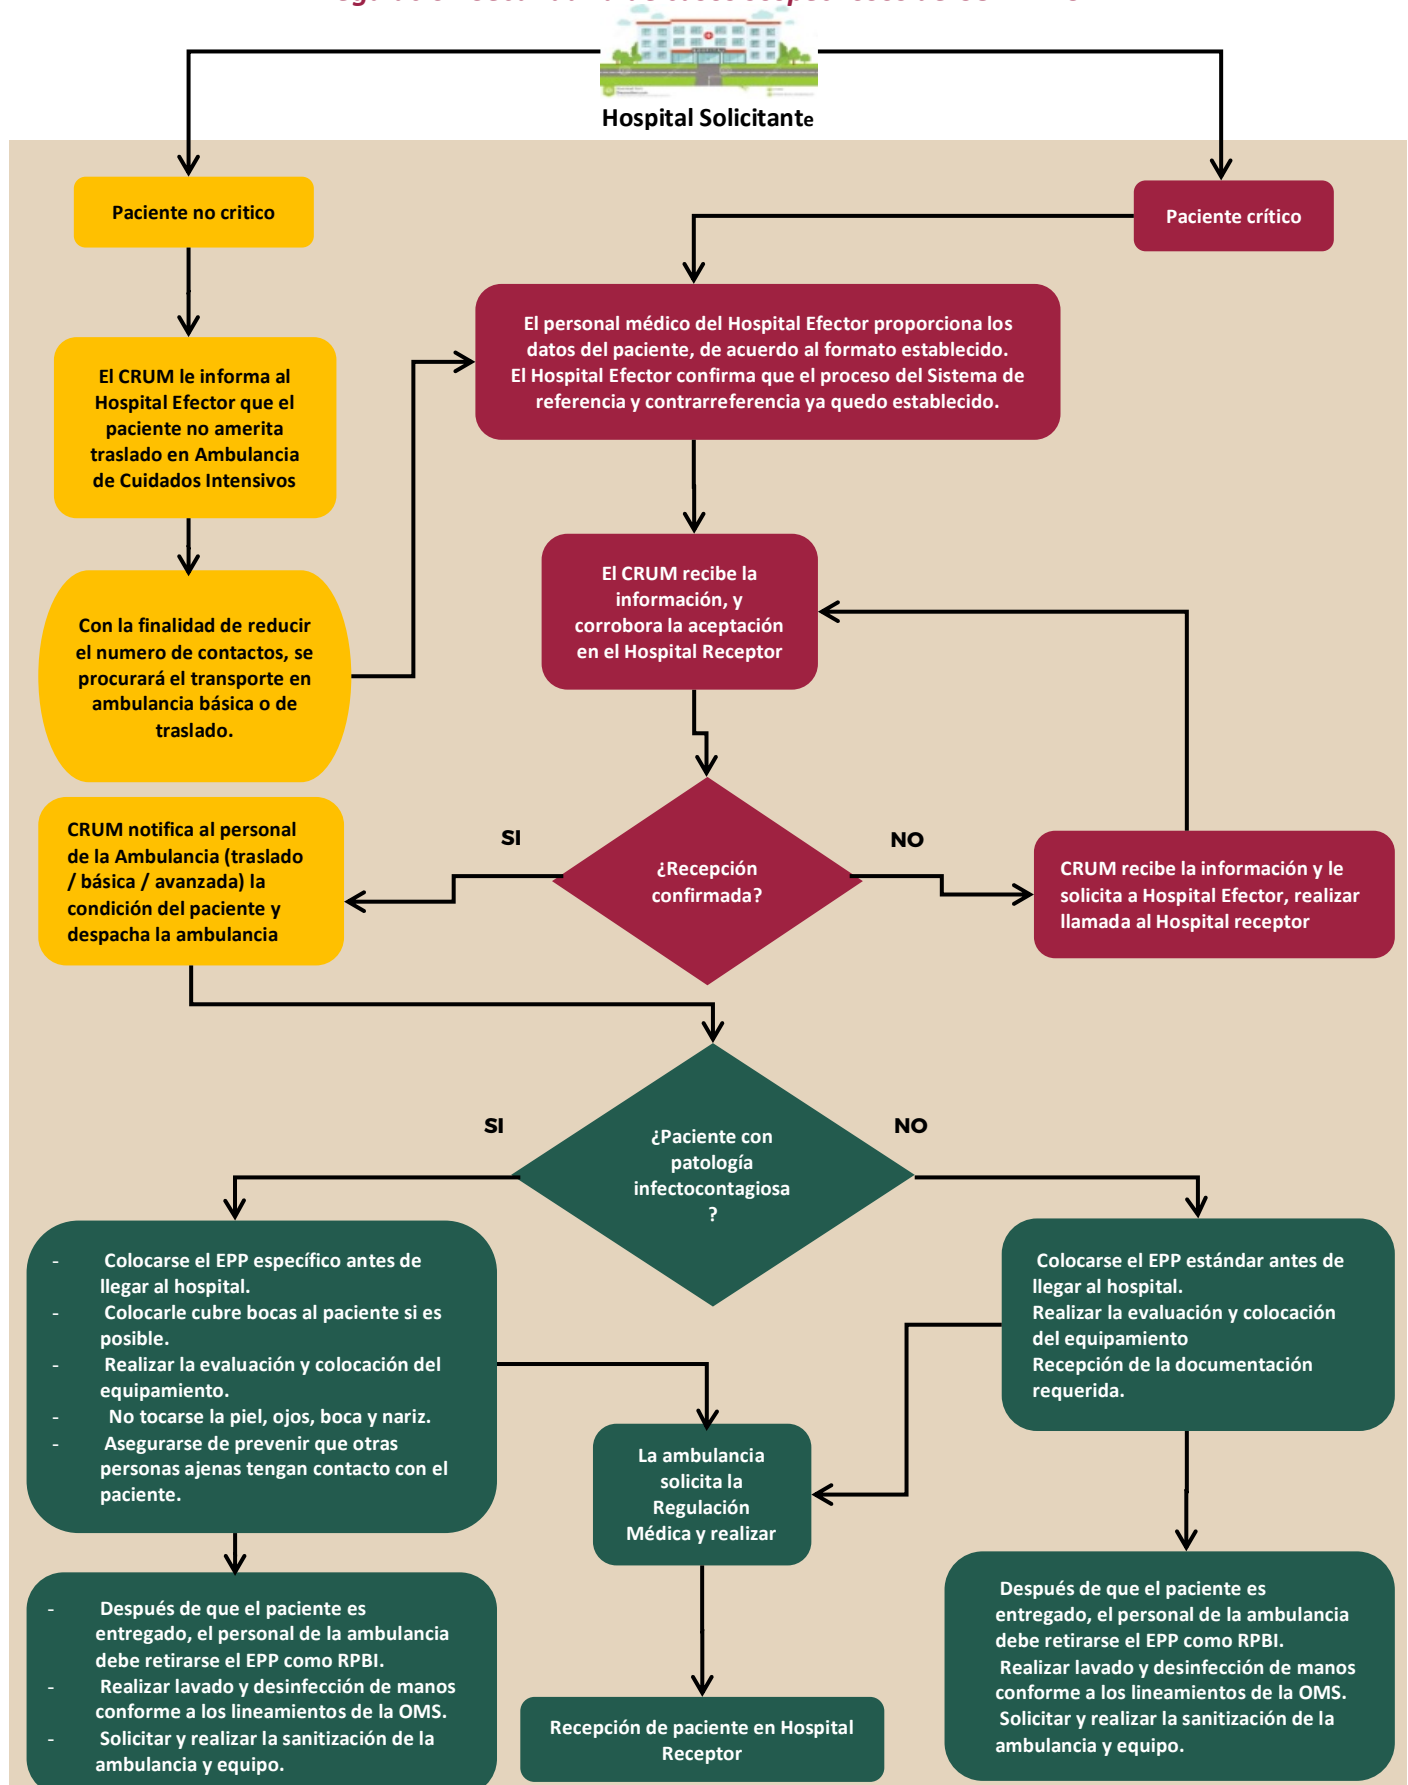 Hospital Solicitante
Paciente no critico
Paciente crítico
El personal médico del Hospital Efector proporciona los
datos del paciente, de acuerdo al formato establecido.
El Hospital Efector confirma que el proceso del Sistema de
referencia y contrarreferencia ya quedo establecido.
El CRUM le informa al
Hospital Efector que el
paciente no amerita
traslado en Ambulancia
de Cuidados Intensivos
El CRUM recibe la
información, y
corrobora la aceptación
en el Hospital Receptor
Con la finalidad de reducir
el numero de contactos, se
procurará el transporte en
ambulancia básica o de
traslado.
CRUM notifica al personal
de la Ambulancia (traslado
/ básica / avanzada) la
condición del paciente y
despacha la ambulancia
SI
¿Recepción
confirmada?
NO
CRUM recibe la información y le
solicita a Hospital Efector, realizar
llamada al Hospital receptor
SI
¿Paciente con
patología
infectocontagiosa
?
NO
- Colocarse el EPP específico antes de
llegar al hospital.
- Colocarle cubre bocas al paciente si es
posible.
- Realizar la evaluación y colocación del
equipamiento.
- No tocarse la piel, ojos, boca y nariz.
- Asegurarse de prevenir que otras
personas ajenas tengan contacto con el
paciente.
Colocarse el EPP estándar antes de
llegar al hospital.
Realizar la evaluación y colocación
del equipamiento
Recepción de la documentación
requerida.
La ambulancia
solicita la
Regulación
Médica y realizar
- Después de que el paciente es
entregado, el personal de la ambulancia
debe retirarse el EPP como RPBI.
- Realizar lavado y desinfección de manos
conforme a los lineamientos de la OMS.
- Solicitar y realizar la sanitización de la
ambulancia y equipo.
Recepción de paciente en Hospital
Receptor
Después de que el paciente es
entregado, el personal de la ambulancia
debe retirarse el EPP como RPBI.
Realizar lavado y desinfección de manos
conforme a los lineamientos de la OMS.
Solicitar y realizar la sanitización de la
ambulancia y equipo.